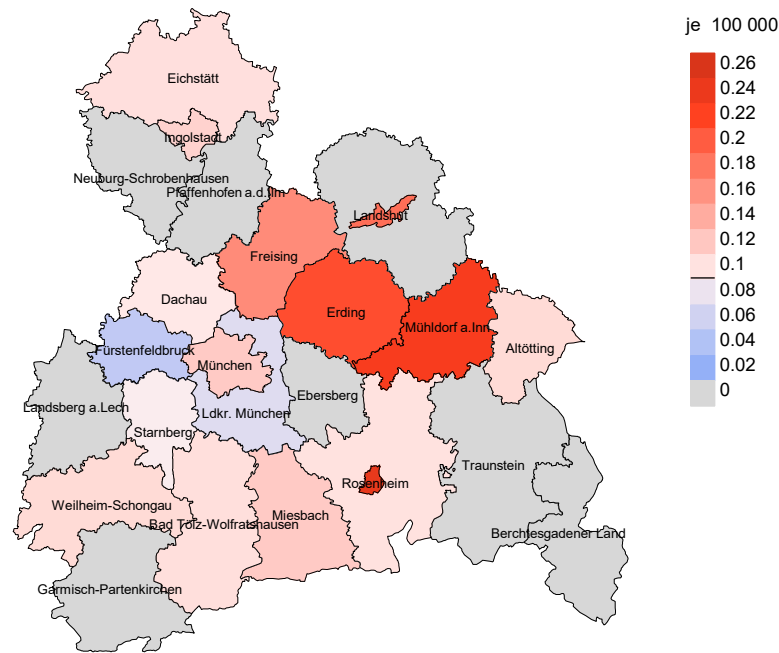 je 100 000
0.26
0.24
0.22
0.2
0.18
0.16
0.14
0.12
0.1
0.08
0.06
0.04
0.02
0
Eichstätt
Ingolstadt
Neuburg-Schrobenhausen
Pfaffenhofen a.d.Ilm
Landshut
Freising
Dachau
Erding
Mühldorf a.Inn
Fürstenfeldbruck
München
Altötting
Ebersberg
Landsberg a.Lech
Ldkr. München
Starnberg
Traunstein
Rosenheim
Weilheim-Schongau
Miesbach
Bad Tölz-Wolfratshausen
Berchtesgadener Land
Garmisch-Partenkirchen